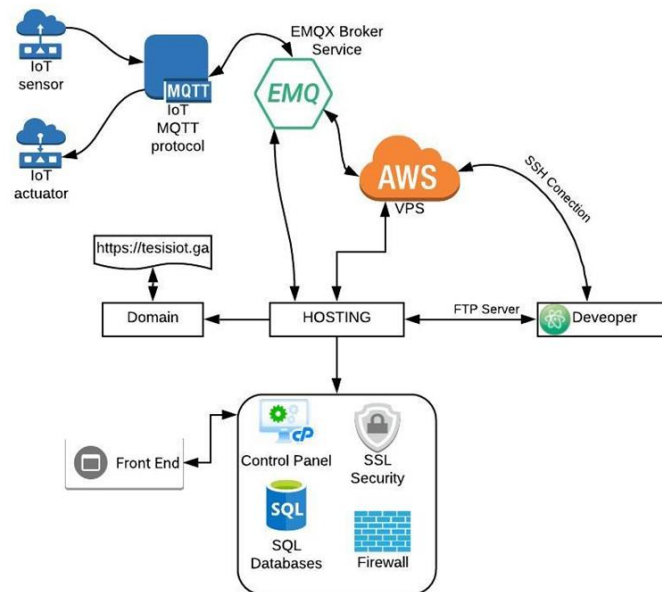 EMQX Broker
Service
IoT
sensor
MQTT
IoT
MQTT
protocol
EMQ
IoT
actuator
AWS
VPS
SSH Conection
https://tesisiot.ga
Domain
HOSTING
FTP Server
Deveoper
Front End
cP
Control Panel
SSL
Security
SQL
SQL
Databases
Firewall